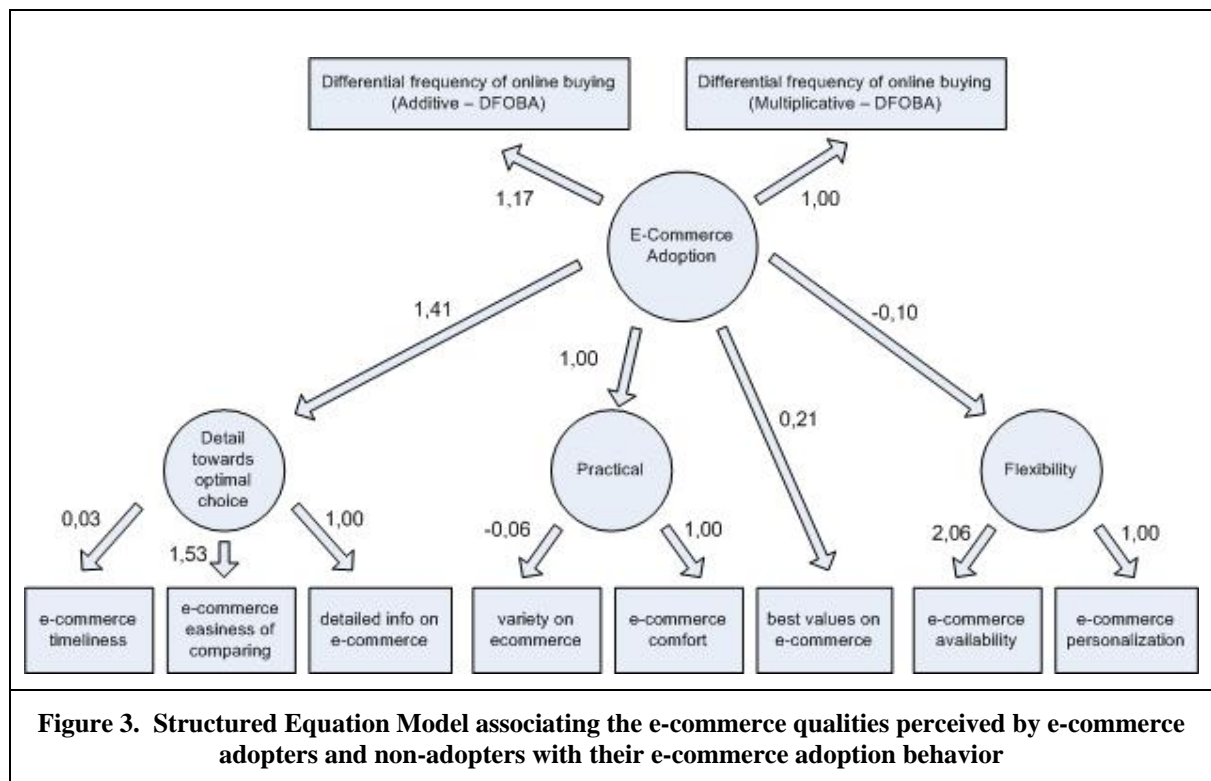 Differential frequency of online buying
(Additive – DFOBA)
Differential frequency of online buying
(Multiplicative – DFOBA)
1,17
1,00
E-Commerce
Adoption
1,41
1,00
0,21
-0,10
Detail
towards
optimal
choice
Practical
Flexibility
0,03
1,53
1,00
-0,06
1,00
2,06
1,00
e-commerce
timeliness
e-commerce
easiness of
comparing
detailed info on
e-commerce
variety on
ecommerce
e-commerce
comfort
best values on
e-commerce
e-commerce
availability
e-commerce
personalization
Figure 3. Structured Equation Model associating the e-commerce qualities perceived by e-commerce
adopters and non-adopters with their e-commerce adoption behavior